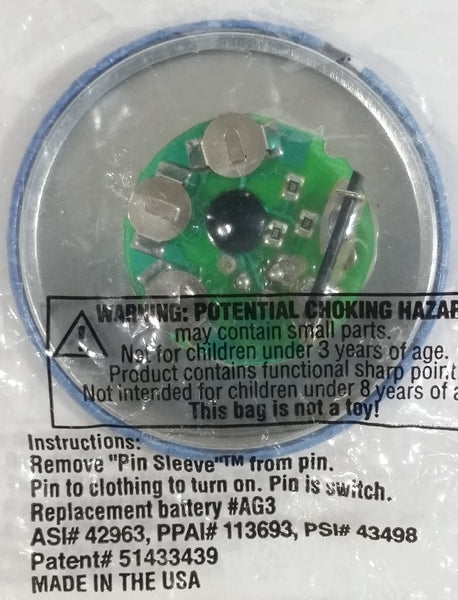 WARNING: POTENTIAL CHOKING HAZAR
may contain small parts.
Not for children under 3 years of age.
Product contains functional sharp
Not intended for children under 8 years of
This bag is not a toy!
Instructions:
Remove "Pin Sleeve"™ from pin.
Pin to clothing to turn on. Pin is switch.
Replacement battery #AG3
ASI# 42963, PPAI# 113693, PSI# 43498
Patent# 51433439
MADE IN THE USA